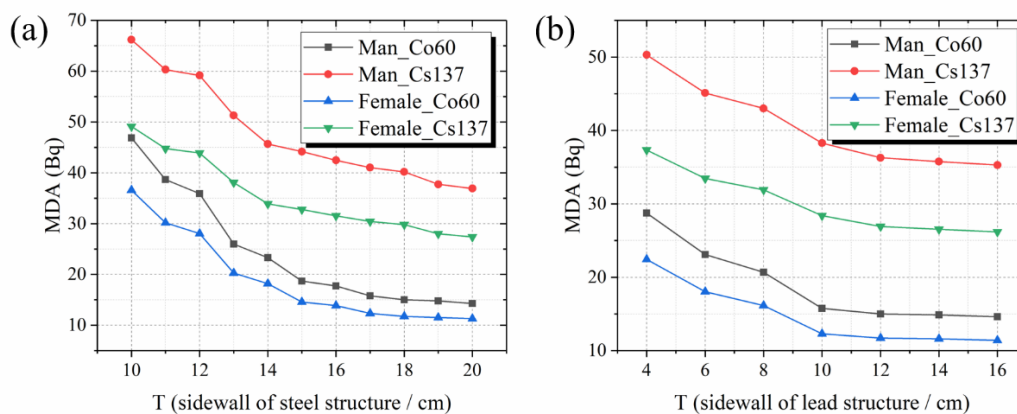 (a)
70
60
50
40
30
20
10
MDA (Bq)
Man_Co60
Man_Cs137
Female_Co60
Female_Cs137
10 12 14 16 18 20
T (sidewall of steel structure / cm)
(b)
50
40
30
20
10
MDA (Bq)
Man_Co60
Man_Cs137
Female_Co60
Female_Cs137
4 6 8 10 12 14 16
T (sidewall of lead structure / cm)